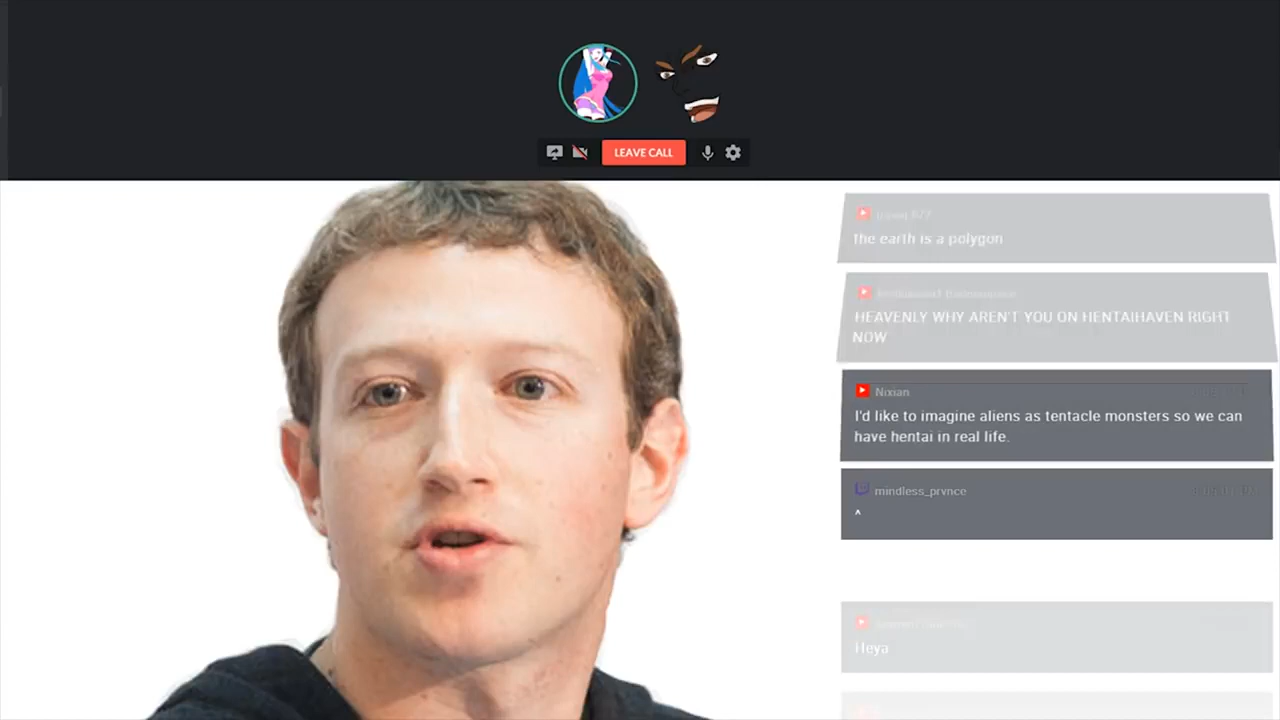 LEAVE CALL
the earth is a polygon
HEAVENLY WHY AREN'T YOU ON HENTAIHAVEN RIGHT
NOW
Nixian
I'd like to imagine aliens as tentacle monsters so we can
have hentai in real life.
mindless_prvnce
^
Heya